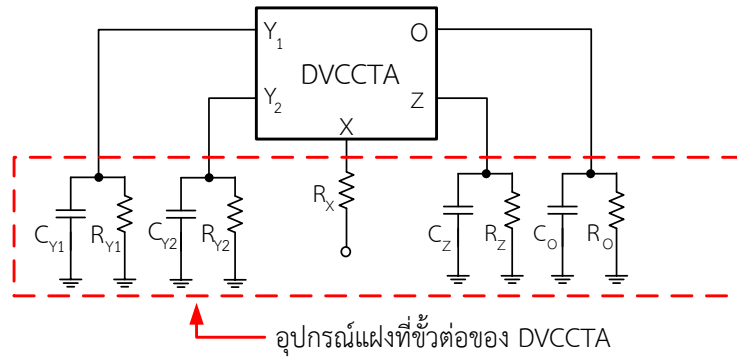 Y1 O
DVCCTA
Y2 Z
X
RX
CY1 RY1 CY2 RY2 CZ RZ CO RO
อุปกรณ์แฝงที่ขั้วต่อของ DVCCTA